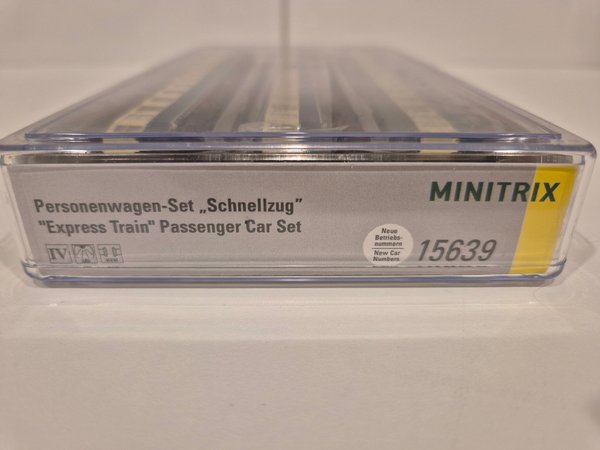 MINITRIX
Personenwagen-Set „Schnellzug”
"Express Train" Passenger Car Set
Neue
Betriebs-
nummern
New Car
Numbers
15639
IV